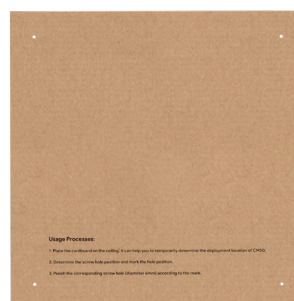 Usage Processes:
1. Place the cardboard on the ceiling, it can help you to temporarily determine the deployment location of CM5Q.
2. Determine the screw hole position and mark the hole position.
3. Punch the corresponding screw hole (diameter 6mm) according to the mark.